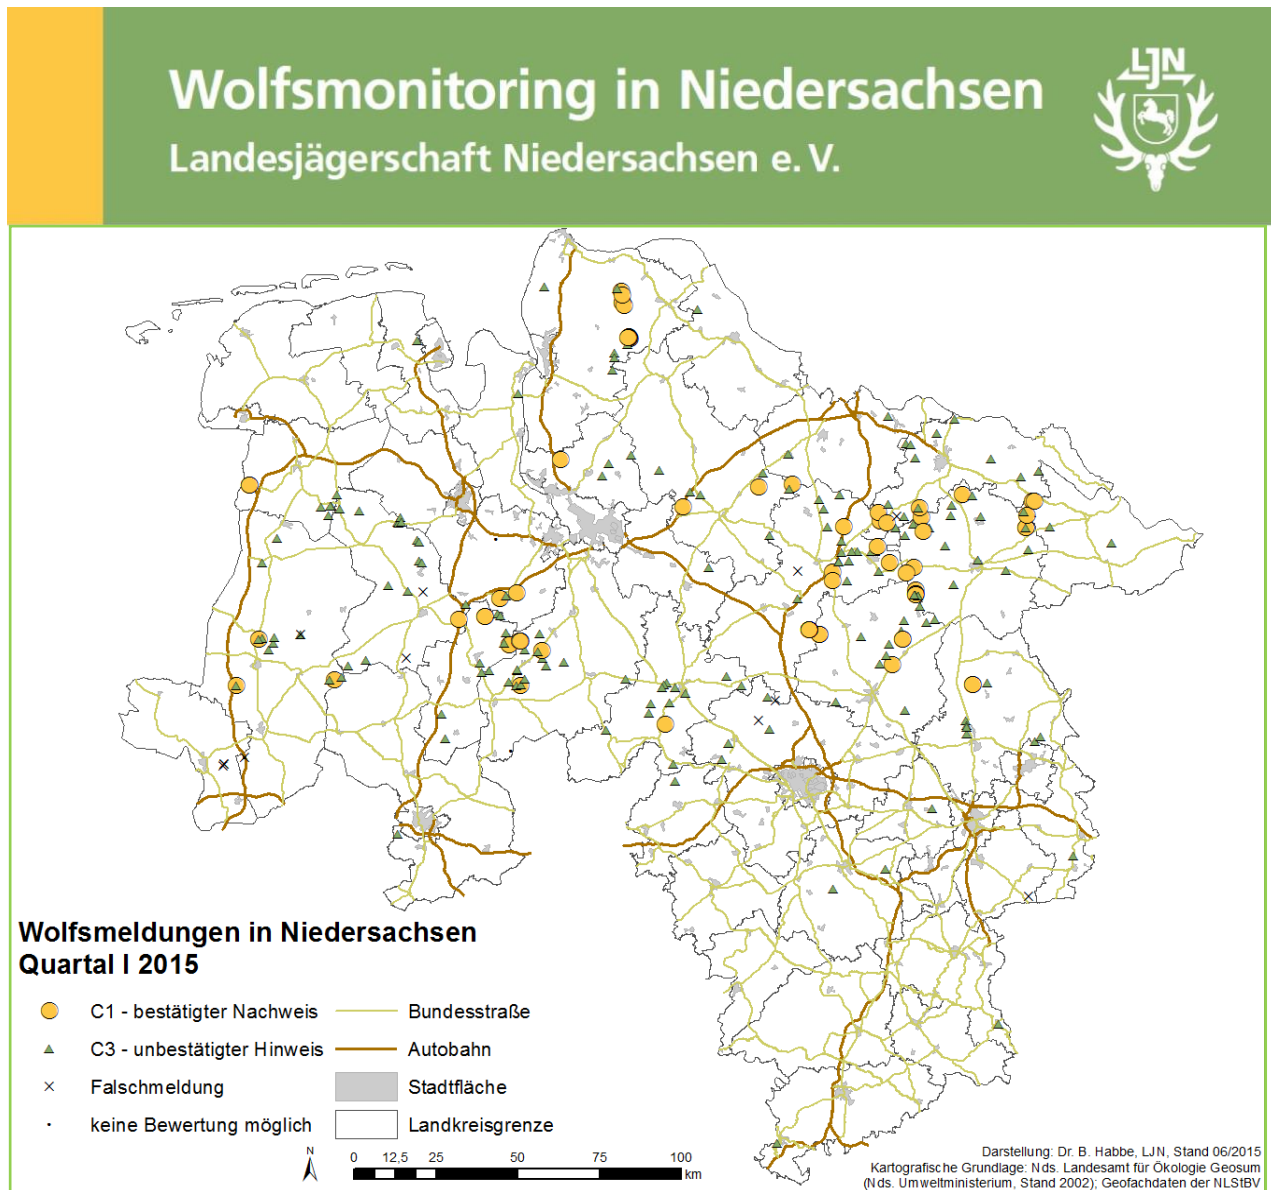 Wolfsmonitoring in Niedersachsen
Landesjägerschaft Niedersachsen e. V.
LJN
Wolfsmeldungen in Niedersachsen
Quartal I 2015
C1 - bestätigter Nachweis
C3 - unbestätigter Hinweis
Falschmeldung
keine Bewertung möglich
Bundesstraße
Autobahn
Stadtfläche
Landkreisgrenze
N
0 12,5 25 50 75 100
km
Darstellung: Dr. B. Habbe, LJN, Stand 06/2015
Kartografische Grundlage: Nds. Landesamt für Ökologie Geosum
(Nds. Umweltministerium, Stand 2002); Geofachdaten der NLStBV